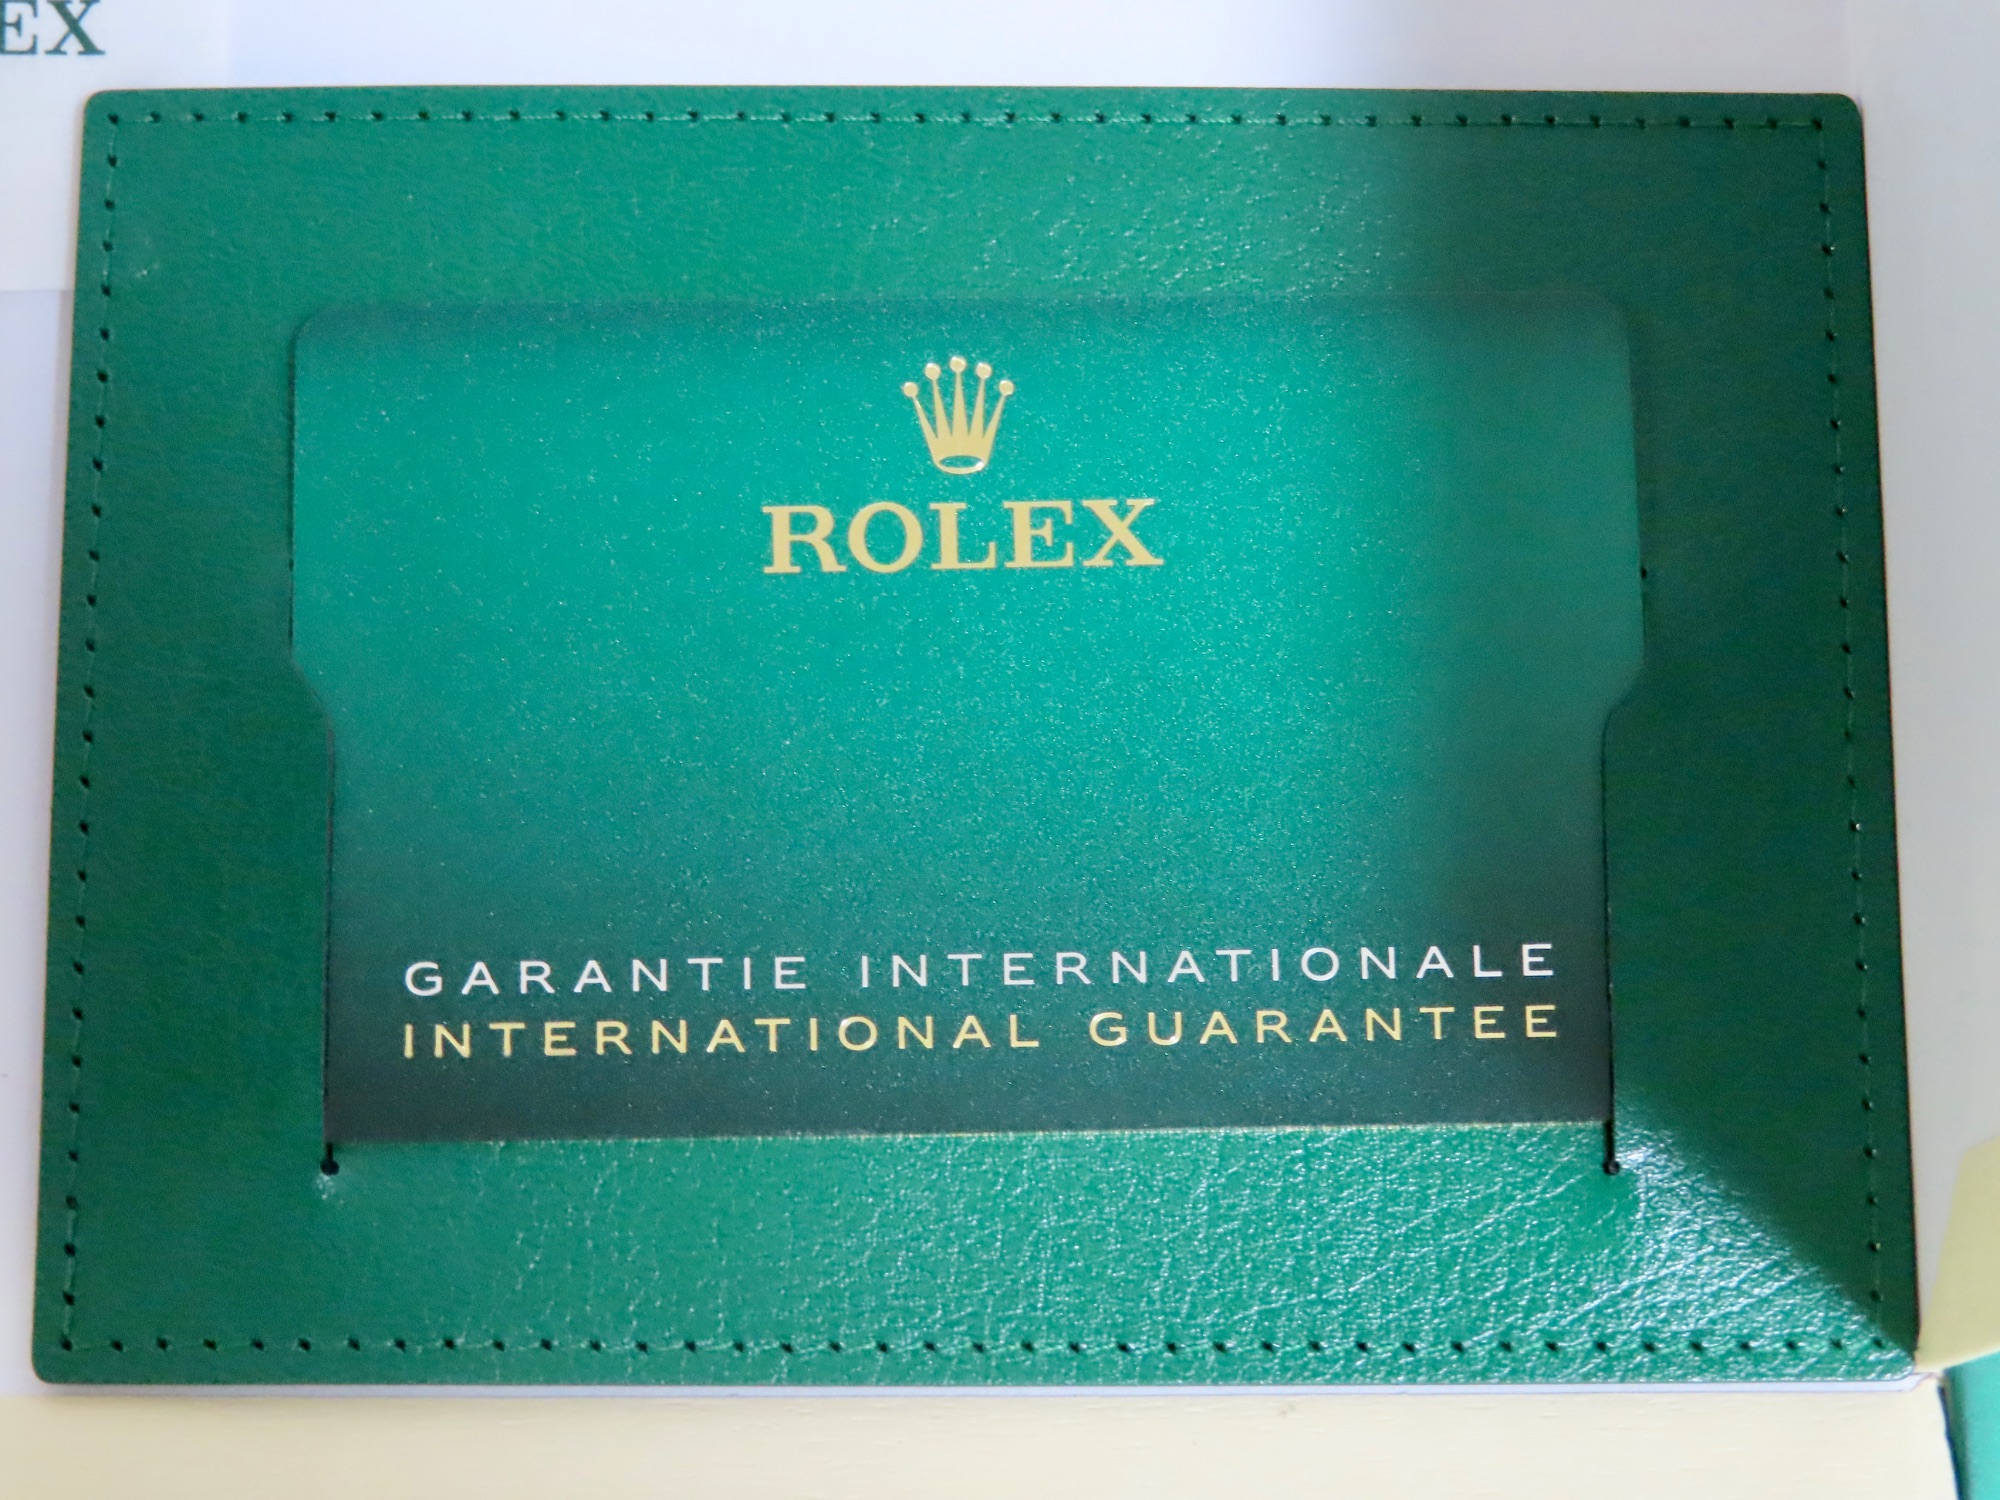 EX
ROLEX
GARANTIE INTERNATIONALE
INTERNATIONAL GUARANTEE